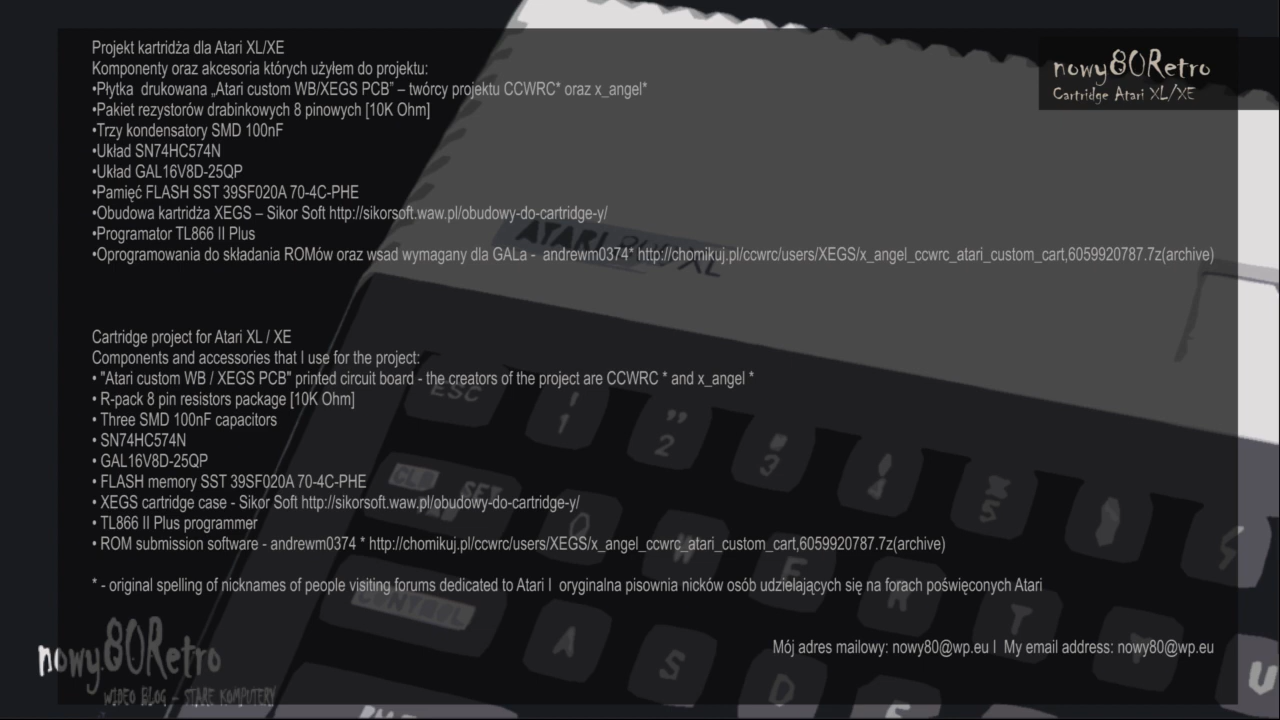 Projekt kartridża dla Atari XL/XE
Komponenty oraz akcesoria których użyłem do projektu:
•Płytka drukowana „Atari custom WB/XEGS PCB” – twórcy projektu CCWRC* oraz x_angel*
•Pakiet rezystorów drabinkowych 8 pinowych [10K Ohm]
•Trzy kondensatory SMD 100nF
•Układ SN74HC574N
•Układ GAL16V8D-25QP
•Pamięć FLASH SST 39SF020A 70-4C-PHE
•Obudowa kartridża XEGS – Sikor Soft http://sikorsoft.waw.pl/obudowy-do-cartridge-y/
•Programator TL866 II Plus
•Oprogramowania do składania ROMów oraz wsad wymagany dla GALa - andrewm0374* http://chomikuj.pl/ccwrc/users/XEGS/x_angel_ccwrc_atari_custom_cart,6059920787.7z(archive)
nowy80Retro
Cartridge Atari XL/XE
ATARI 800XL
Cartridge project for Atari XL / XE
Components and accessories that I use for the project:
• "Atari custom WB / XEGS PCB" printed circuit board - the creators of the project are CCWRC * and x_angel *
• R-pack 8 pin resistors package [10K Ohm]
• Three SMD 100nF capacitors
• SN74HC574N
• GAL16V8D-25QP
• FLASH memory SST 39SF020A 70-4C-PHE
• XEGS cartridge case - Sikor Soft http://sikorsoft.waw.pl/obudowy-do-cartridge-y/
• TL866 II Plus programmer
• ROM submission software - andrewm0374 * http://chomikuj.pl/ccwrc/users/XEGS/x_angel_ccwrc_atari_custom_cart,6059920787.7z(archive)
* - original spelling of nicknames of people visiting forums dedicated to Atari I oryginalna pisownia nicków osób udzielających się na forach poświęconych Atari
Mój adres mailowy: nowy80@wp.eu I My email address: nowy80@wp.eu
nowy80Retro
WIDEO BLOG – STARE KOMPUTERY
ESC
! 1
" 2
# 3
CLR SET
Q
W
E
R
T
Y
U
CONTROL
A
S
D